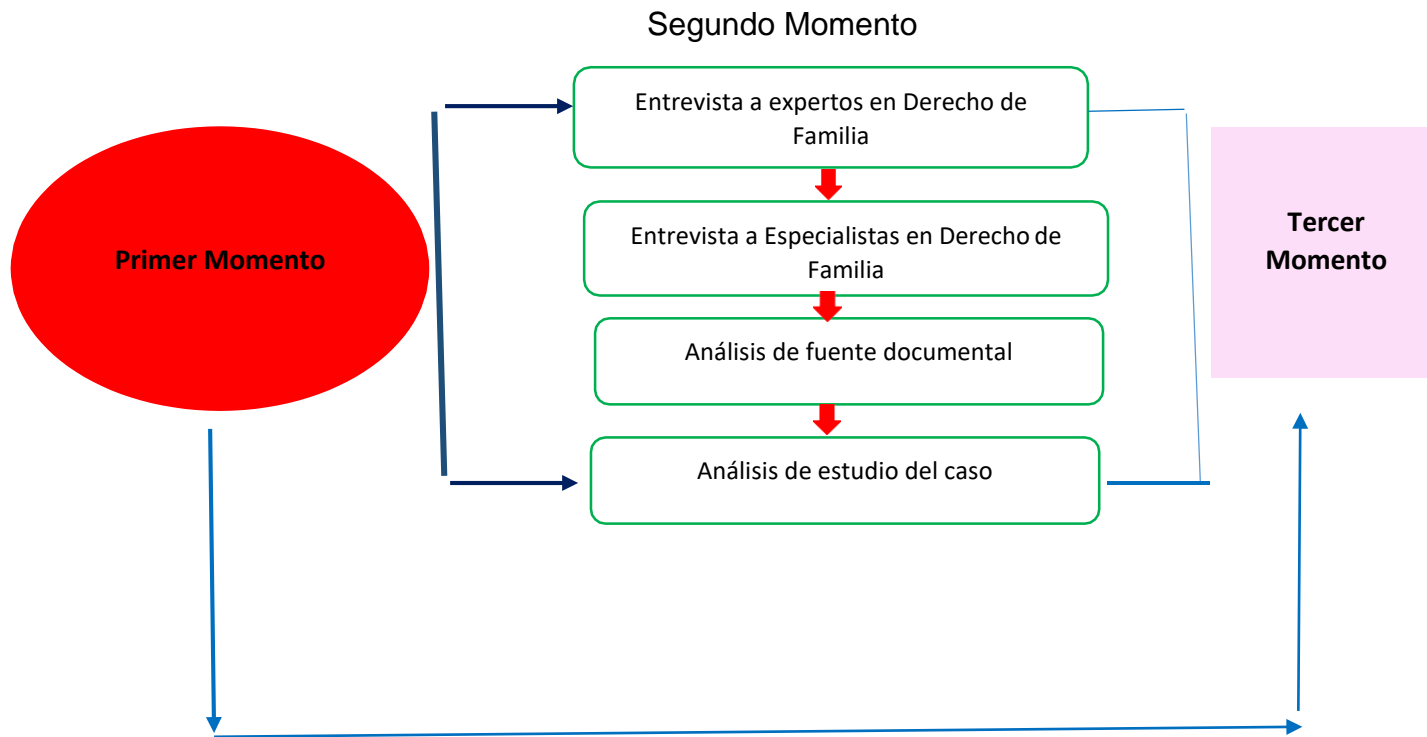 Segundo Momento
Entrevista a expertos en Derecho de
Familia
Primer Momento
Entrevista a Especialistas en Derecho de
Familia
Tercer
Momento
Análisis de fuente documental
Análisis de estudio del caso